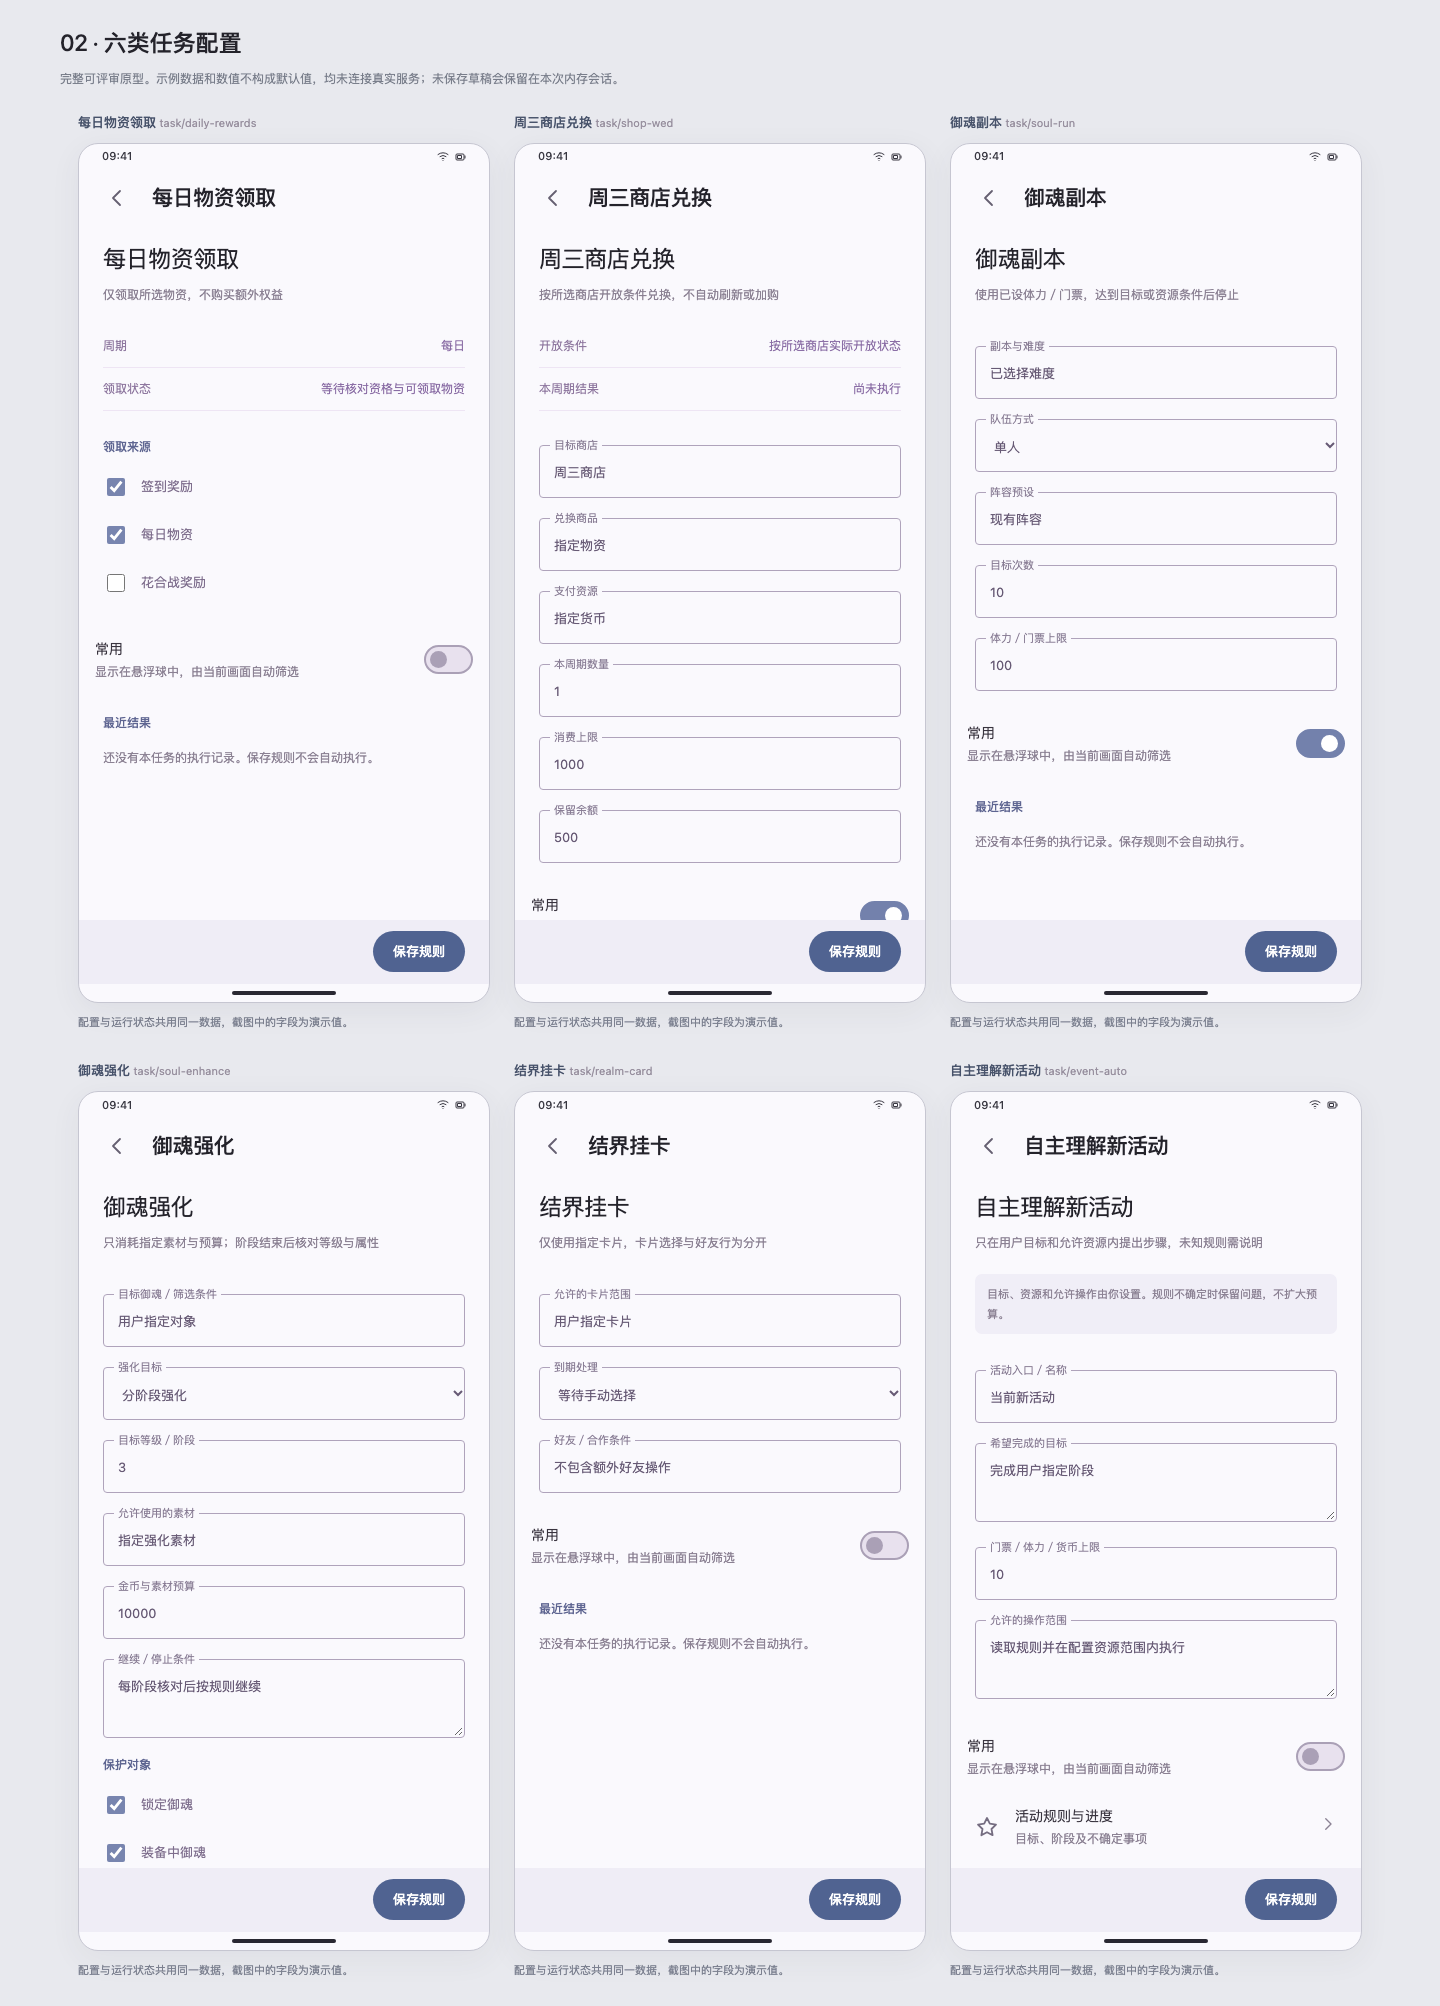 02 · 六类任务配置
完整可评审原型。示例数据和数值不构成默认值，均未连接真实服务；未保存草稿会保留在本次内存会话。
每日物资领取 task/daily-rewards
09:41
每日物资领取
每日物资领取
仅领取所选物资，不购买额外权益
周期 每日
领取状态 等待核对资格与可领取物资
领取来源
签到奖励
每日物资
花合战奖励
常用
显示在悬浮球中，由当前画面自动筛选
最近结果
还没有本任务的执行记录。保存规则不会自动执行。
保存规则
配置与运行状态共用同一数据，截图中的字段为演示值。
周三商店兑换 task/shop-wed
09:41
周三商店兑换
周三商店兑换
按所选商店开放条件兑换，不自动刷新或加购
开放条件 按所选商店实际开放状态
本周期结果 尚未执行
目标商店
周三商店
兑换商品
指定物资
支付资源
指定货币
本周期数量
1
消费上限
1000
保留余额
500
常用
保存规则
配置与运行状态共用同一数据，截图中的字段为演示值。
御魂副本 task/soul-run
09:41
御魂副本
御魂副本
使用已设体力 / 门票，达到目标或资源条件后停止
副本与难度
已选择难度
队伍方式
单人
阵容预设
现有阵容
目标次数
10
体力 / 门票上限
100
常用
显示在悬浮球中，由当前画面自动筛选
最近结果
还没有本任务的执行记录。保存规则不会自动执行。
保存规则
配置与运行状态共用同一数据，截图中的字段为演示值。
御魂强化 task/soul-enhance
09:41
御魂强化
御魂强化
只消耗指定素材与预算；阶段结束后核对等级与属性
目标御魂 / 筛选条件
用户指定对象
强化目标
分阶段强化
目标等级 / 阶段
3
允许使用的素材
指定强化素材
金币与素材预算
10000
继续 / 停止条件
每阶段核对后按规则继续
保护对象
锁定御魂
装备中御魂
保存规则
配置与运行状态共用同一数据，截图中的字段为演示值。
结界挂卡 task/realm-card
09:41
结界挂卡
结界挂卡
仅使用指定卡片，卡片选择与好友行为分开
允许的卡片范围
用户指定卡片
到期处理
等待手动选择
好友 / 合作条件
不包含额外好友操作
常用
显示在悬浮球中，由当前画面自动筛选
最近结果
还没有本任务的执行记录。保存规则不会自动执行。
保存规则
配置与运行状态共用同一数据，截图中的字段为演示值。
自主理解新活动 task/event-auto
09:41
自主理解新活动
自主理解新活动
只在用户目标和允许资源内提出步骤，未知规则需说明
目标、资源和允许操作由你设置。规则不确定时保留问题，不扩大预
算。
活动入口 / 名称
当前新活动
希望完成的目标
完成用户指定阶段
门票 / 体力 / 货币上限
10
允许的操作范围
读取规则并在配置资源范围内执行
常用
显示在悬浮球中，由当前画面自动筛选
活动规则与进度
目标、阶段及不确定事项
保存规则
配置与运行状态共用同一数据，截图中的字段为演示值。